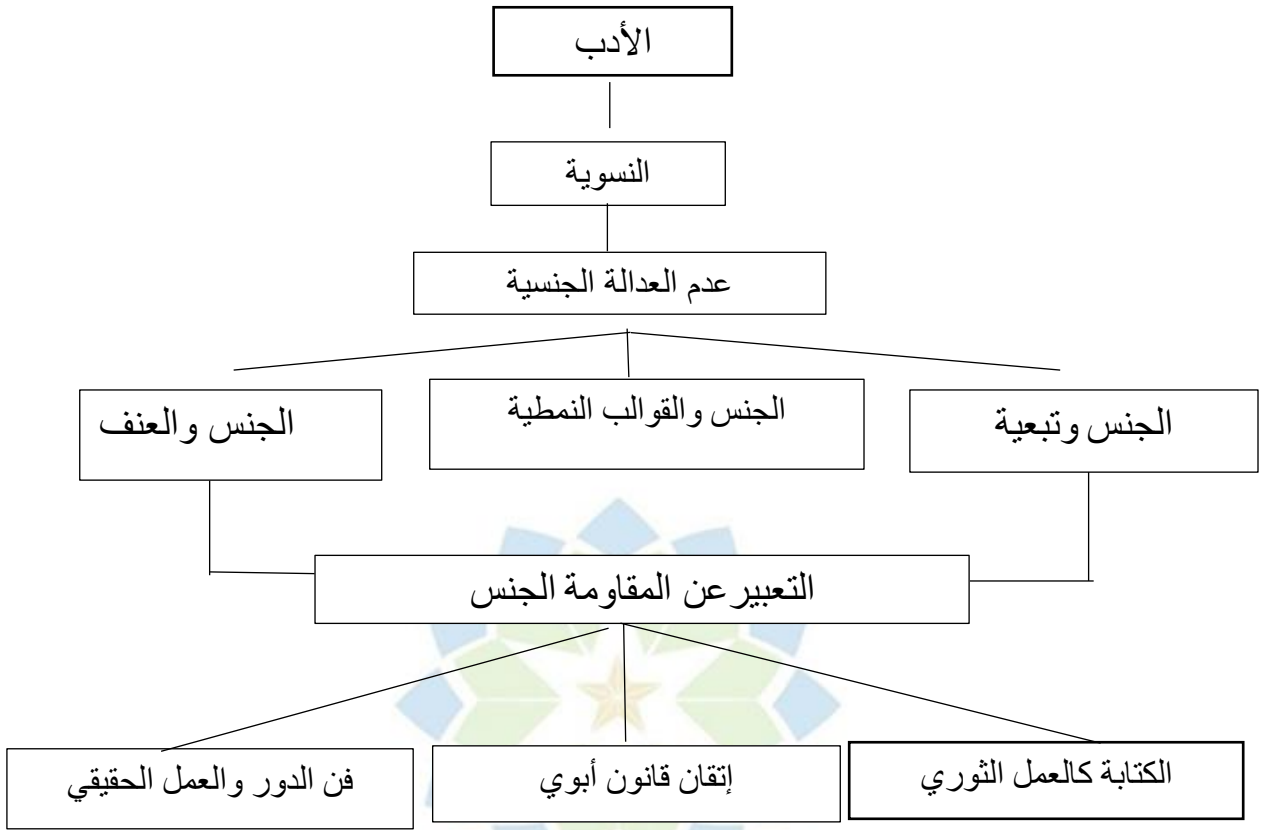 الأدب
النسوية
عدم العدالة الجنسية
الجنس وتبعية
الجنس والقوالب النمطية
الجنس والعنف
التعبير عن المقاومة الجنس
الكتابة كالعمل الثوري
إتقان قانون أبوي
فن الدور والعمل الحقيقي